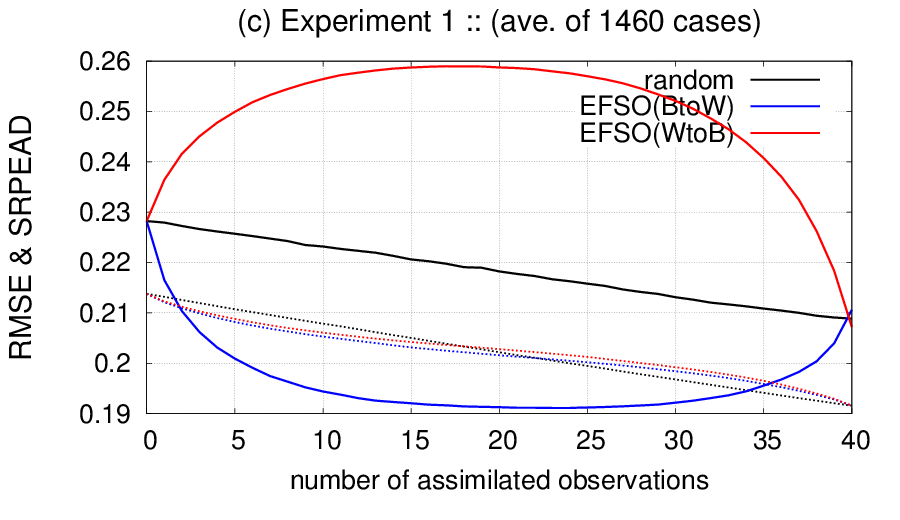 (c) Experiment 1 :: (ave. of 1460 cases)
RMSE & SRPEAD
0.26
0.25
0.24
0.23
0.22
0.21
0.2
0.19
random
EFSO(BtoW)
EFSO(WtoB)
0 5 10 15 20 25 30 35 40
number of assimilated observations